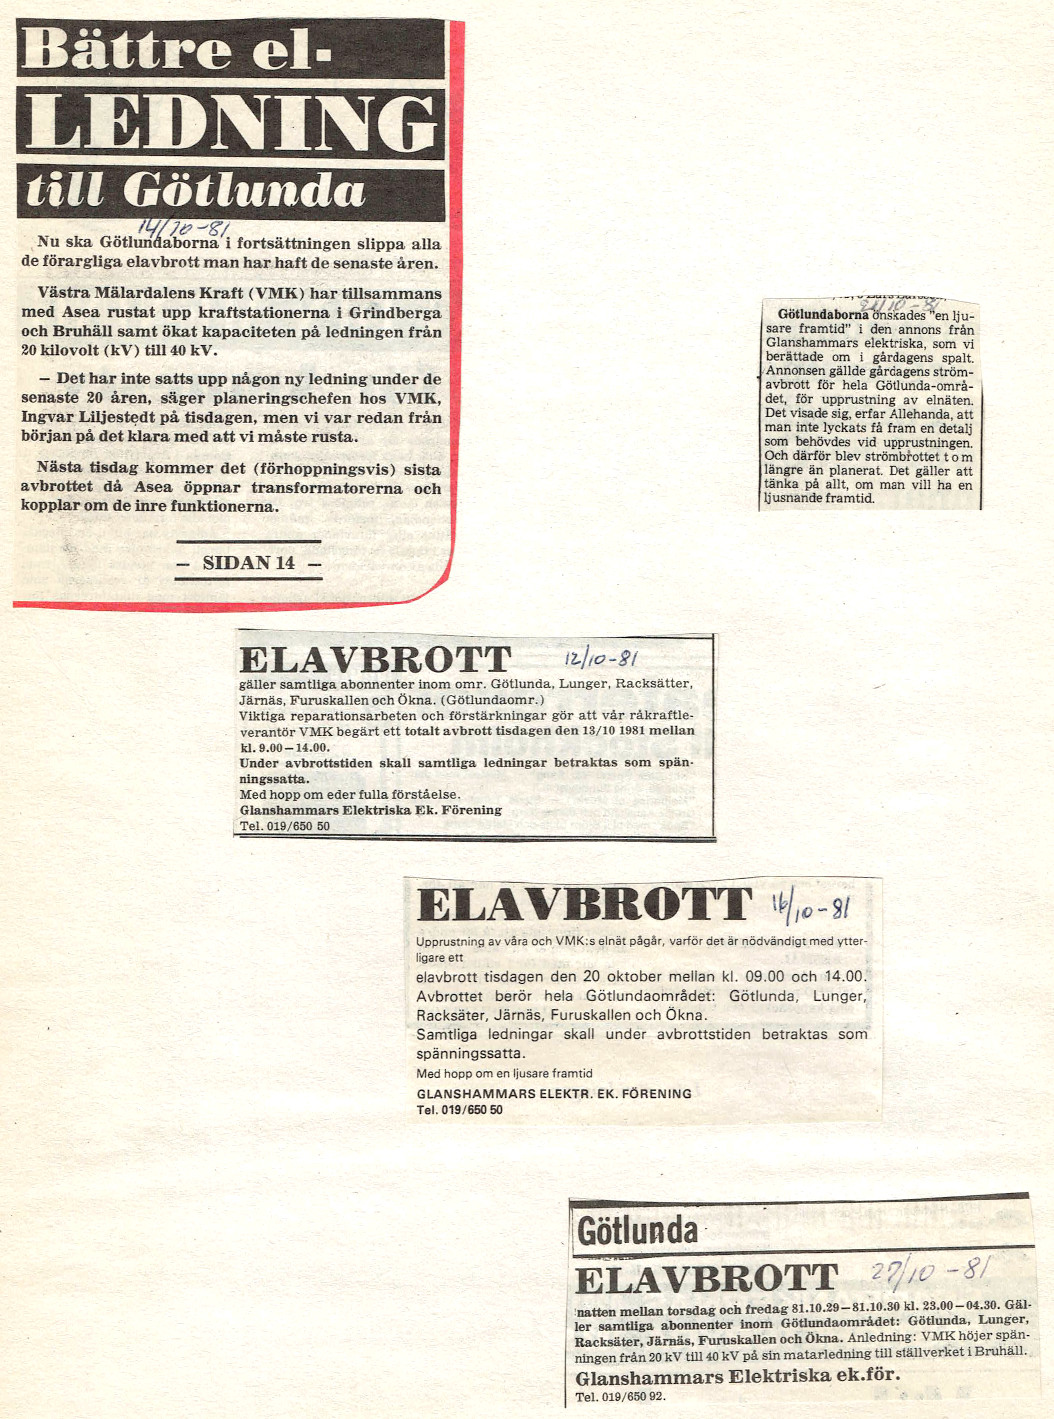 Bättre el-
LEDNING
till Götlunda
14/10-81
Nu ska Götlundaborna i fortsättningen slippa alla
de förargliga elavbrott man har haft de senaste åren.
Västra Mälardalens Kraft (VMK) har tillsammans
med Asea rustat upp kraftstationerna i Grindberga
och Bruhäll samt ökat kapaciteten på ledningen från
20 kilovolt (kV) till 40 kV.
– Det har inte satts upp någon ny ledning under de
senaste 20 åren, säger planeringschefen hos VMK,
Ingvar Liljestedt på tisdagen, men vi var redan från
början på det klara med att vi måste rusta.
Nästa tisdag kommer det (förhoppningsvis) sista
avbrottet då Asea öppnar transformatorerna och
kopplar om de inre funktionerna.
– SIDAN 14 –
21/10-81
Götlundaborna önskades "en lju-
sare framtid" i den annons från
Glanshammars elektriska, som vi
berättade om i gårdagens spalt.
Annonsen gällde gårdagens ström-
avbrott för hela Götlunda-områ-
det, för upprustning av elnäten.
Det visade sig, erfar Allehanda, att
man inte lyckats få fram en detalj
som behövdes vid upprustningen.
Och därför blev strömbrottet t o m
längre än planerat. Det gäller att
tänka på allt, om man vill ha en
ljusnande framtid.
ELAVBROTT 12/10-81
gäller samtliga abonnenter inom omr. Götlunda, Lunger, Racksätter,
Järnäs, Furuskallen och Ökna. (Götlundaomr.)
Viktiga reparationsarbeten och förstärkningar gör att vår råkraftle-
verantör VMK begärt ett totalt avbrott tisdagen den 13/10 1981 mellan
kl. 9.00–14.00.
Under avbrottstiden skall samtliga ledningar betraktas som spän-
ningssatta.
Med hopp om eder fulla förståelse.
Glanshammars Elektriska Ek. Förening
Tel. 019/650 50
ELAVBROTT 16/10-81
Upprustning av våra och VMK:s elnät pågår, varför det är nödvändigt med ytter-
ligare ett
elavbrott tisdagen den 20 oktober mellan kl. 09.00 och 14.00.
Avbrottet berör hela Götlundaområdet: Götlunda, Lunger,
Racksäter, Järnäs, Furuskallen och Ökna.
Samtliga ledningar skall under avbrottstiden betraktas som
spänningssatta.
Med hopp om en ljusare framtid
GLANSHAMMARS ELEKTR. EK. FÖRENING
Tel. 019/650 50
Götlunda
ELAVBROTT 27/10-81
natten mellan torsdag och fredag 81.10.29–81.10.30 kl. 23.00–04.30. Gäl-
ler samtliga abonnenter inom Götlundaområdet: Götlunda, Lunger,
Racksäter, Järnäs, Furuskallen och Ökna. Anledning: VMK höjer spän-
ningen från 20 kV till 40 kV på sin matarledning till ställverket i Bruhäll.
Glanshammars Elektriska ek.för.
Tel. 019/650 92.